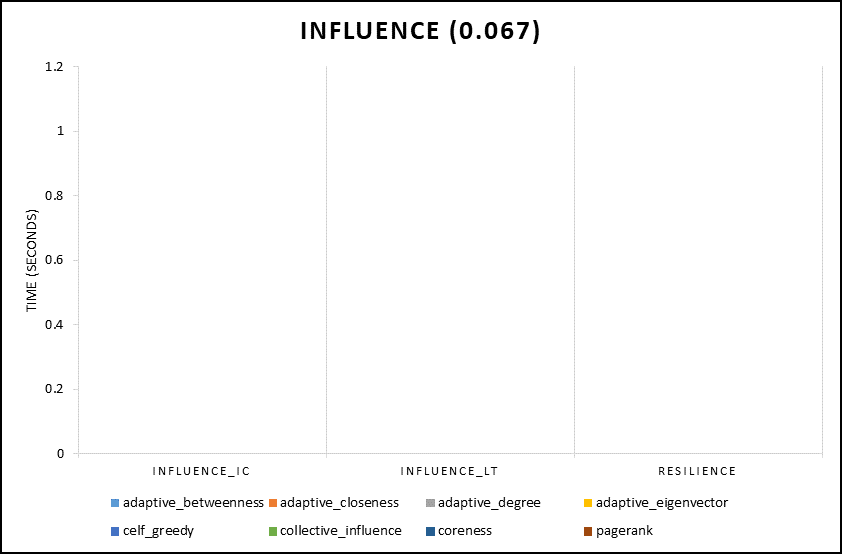 INFLUENCE (0.067)
1.2
1
0.8
0.6
0.4
0.2
0
TIME (SECONDS)
INFLUENCE_IC INFLUENCE_LT RESILIENCE
adaptive_betweenness adaptive_closeness adaptive_degree adaptive_eigenvector
celf_greedy collective_influence coreness pagerank